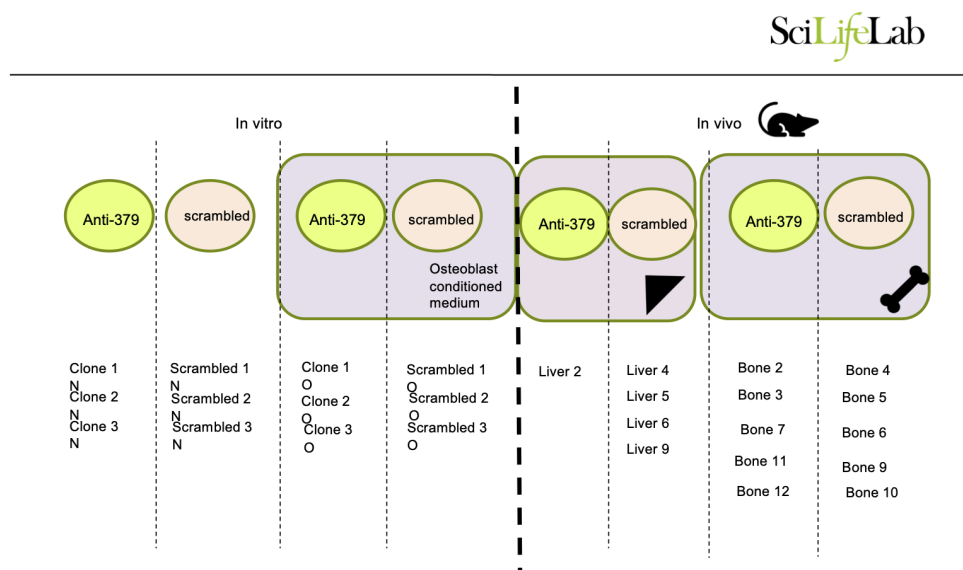 SciLifeLab
In vitro
In vivo
Anti-379
scrambled
Anti-379
scrambled
Osteoblast
conditioned
medium
Anti-379
scrambled
Anti-379
scrambled
Clone 1
N
Clone 2
N
Clone 3
N
Scrambled 1
N
Scrambled 2
N
Scrambled 3
N
Clone 1
O
Clone 2
O
Clone 3
O
Scrambled 1
O
Scrambled 2
O
Scrambled 3
O
Liver 2
Liver 4
Liver 5
Liver 6
Liver 9
Bone 2
Bone 3
Bone 7
Bone 11
Bone 12
Bone 4
Bone 5
Bone 6
Bone 9
Bone 10